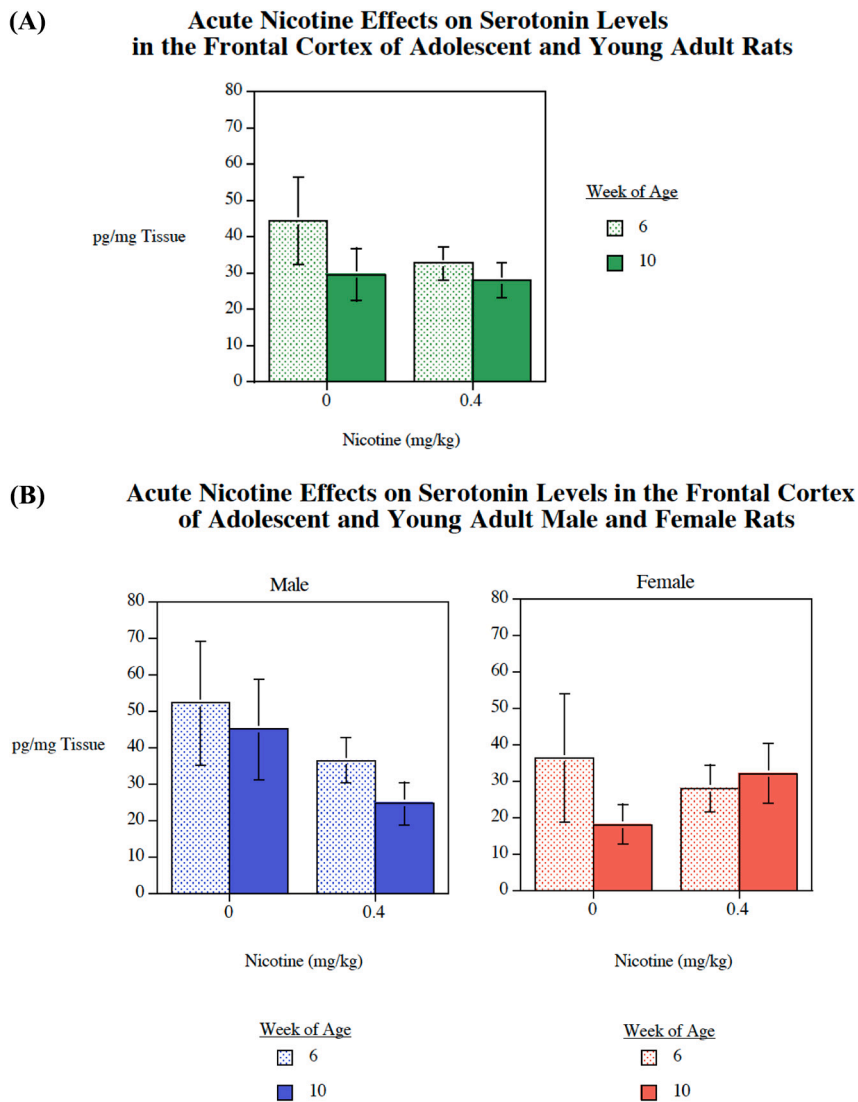 (A)
Acute Nicotine Effects on Serotonin Levels
in the Frontal Cortex of Adolescent and Young Adult Rats
80
70
60
50
40
30
20
10
0
pg/mg Tissue
0
0.4
Nicotine (mg/kg)
Week of Age
6
10
(B)
Acute Nicotine Effects on Serotonin Levels in the Frontal Cortex
of Adolescent and Young Adult Male and Female Rats
Male
80
70
60
50
40
30
20
10
0
pg/mg Tissue
0
0.4
Nicotine (mg/kg)
Week of Age
6
10
Female
80
70
60
50
40
30
20
10
0
0
0.4
Nicotine (mg/kg)
Week of Age
6
10